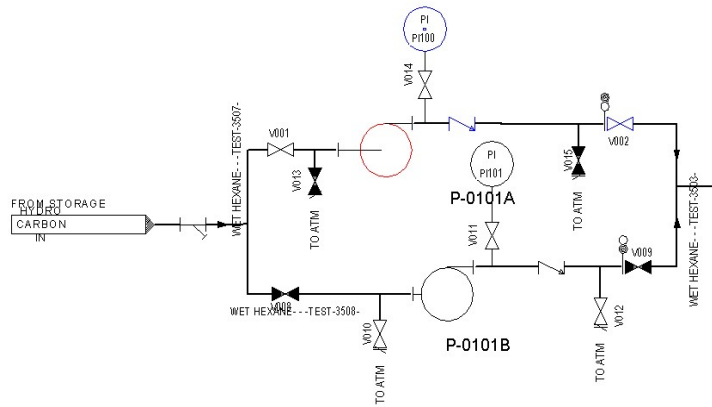 PI
PI100
V014
WET HEXANE- - -TEST-3507-
V001
V013
TO ATM
P-0101A
PI
PI101
V011
V015
TO ATM
V002
FROM STORAGE
HYDRO
CARBON
IN
WET HEXANE- - -TEST-3503-
V009
V008
WET HEXANE- - -TEST-3508-
V010
TO ATM
P-0101B
V012
TO ATM